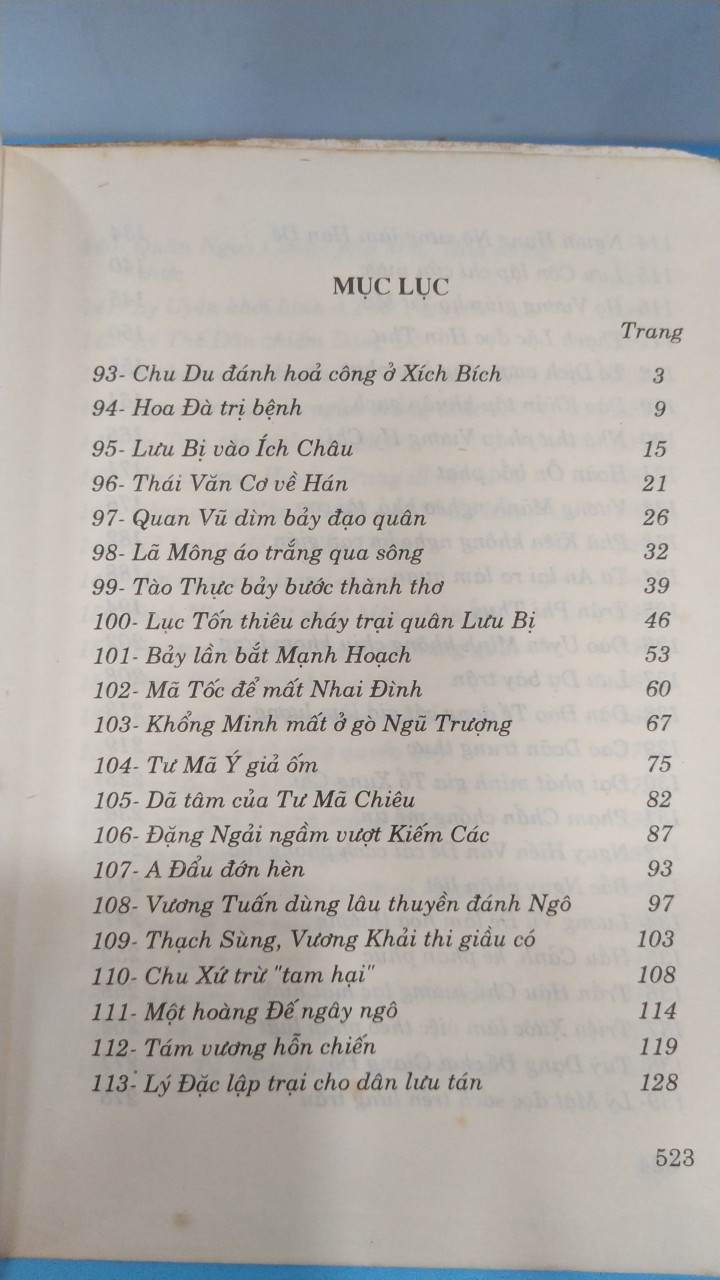 MỤC LỤC
Trang
93- Chu Du đánh hoả công ở Xích Bích 3
94- Hoa Đà trị bệnh 9
95- Lưu Bị vào Ích Châu 15
96- Thái Văn Cơ về Hán 21
97- Quan Vũ dìm bảy đạo quân 26
98- Lã Mông áo trắng qua sông 32
99- Tào Thực bảy bước thành thơ 39
100- Lục Tốn thiêu cháy trại quân Lưu Bị 46
101- Bảy lần bắt Mạnh Hoạch 53
102- Mã Tốc để mất Nhai Đình 60
103- Khổng Minh mất ở gò Ngũ Trượng 67
104- Tư Mã Ý giả ốm 75
105- Dã tâm của Tư Mã Chiêu 82
106- Đặng Ngải ngầm vượt Kiếm Các 87
107- A Đẩu đớn hèn 93
108- Vương Tuấn dùng lâu thuyền đánh Ngô 97
109- Thạch Sùng, Vương Khải thi giầu có 103
110- Chu Xứ trừ "tam hại" 108
111- Một hoàng Đế ngây ngô 114
112- Tám vương hỗn chiến 119
113- Lý Đặc lập trại cho dân lưu tán 128
523